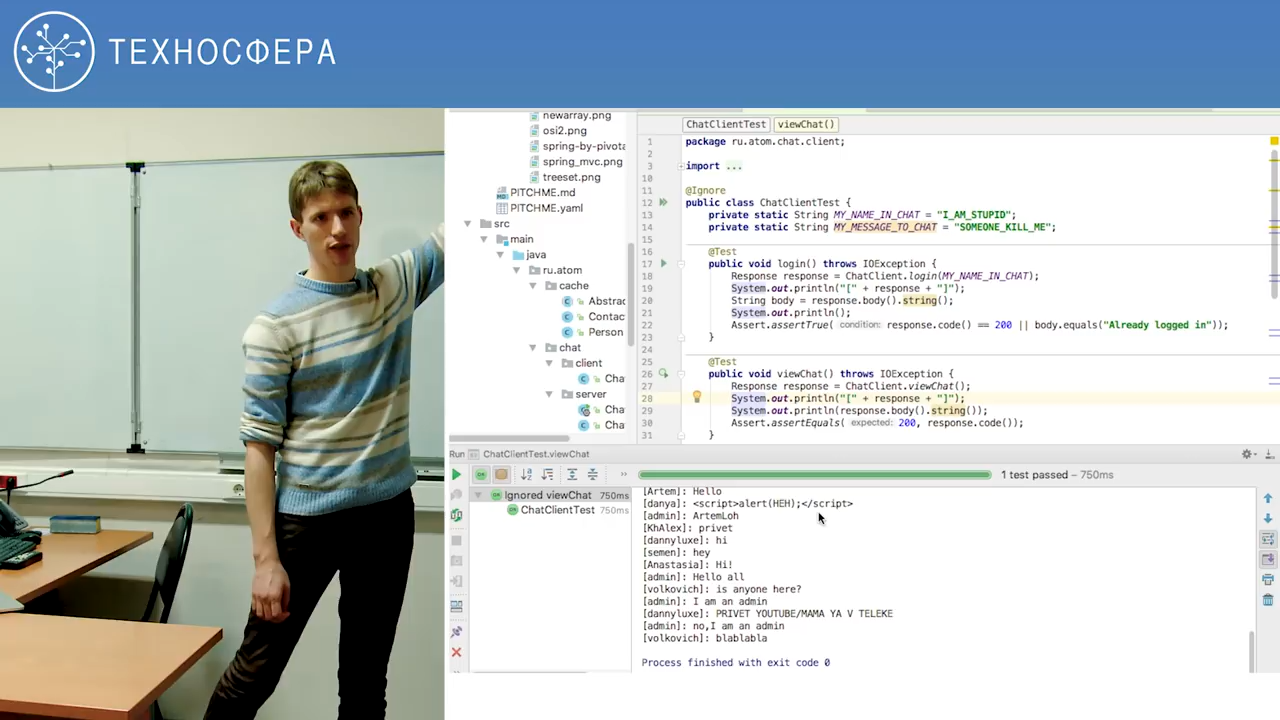 ТЕХНОСФЕРА
newarray.png
osi2.png
spring-by-pivota
spring_mvc.png
treeset.png
PITCHME.md
PITCHME.yaml
src
main
java
ru.atom
cache
Abstrac
Contac
Person
chat
client
Cha
server
Cha
Cha
ChatClientTest viewChat()
1 package ru.atom.chat.client;
2
3 import ...
10
11 @Ignore
12 public class ChatClientTest {
13 private static String MY_NAME_IN_CHAT = "I_AM_STUPID";
14 private static String MY_MESSAGE_TO_CHAT = "SOMEONE_KILL_ME";
15
16 @Test
17 public void login() throws IOException {
18 Response response = ChatClient.login(MY_NAME_IN_CHAT);
19 System.out.println("[" + response + "]");
20 String body = response.body().string();
21 System.out.println();
22 Assert.assertTrue( condition: response.code() == 200 || body.equals("Already logged in"));
23 }
24
25 @Test
26 public void viewChat() throws IOException {
27 Response response = ChatClient.viewChat();
28 System.out.println("[" + response + "]");
29 System.out.println(response.body().string());
30 Assert.assertEquals( expected: 200, response.code());
31 }
Run ChatClientTest.viewChat
1 test passed – 750ms
Ignored viewChat 750ms
ChatClientTest 750ms
[Artem]: Hello
[danya]: <script>alert(HEH);</script>
[admin]: ArtemLoh
[KhAlex]: privet
[dannyluxe]: hi
[semen]: hey
[Anastasia]: Hi!
[admin]: Hello all
[volkovich]: is anyone here?
[admin]: I am an admin
[dannyluxe]: PRIVET YOUTUBE/MAMA YA V TELEKE
[admin]: no,I am an admin
[volkovich]: blablabla
Process finished with exit code 0